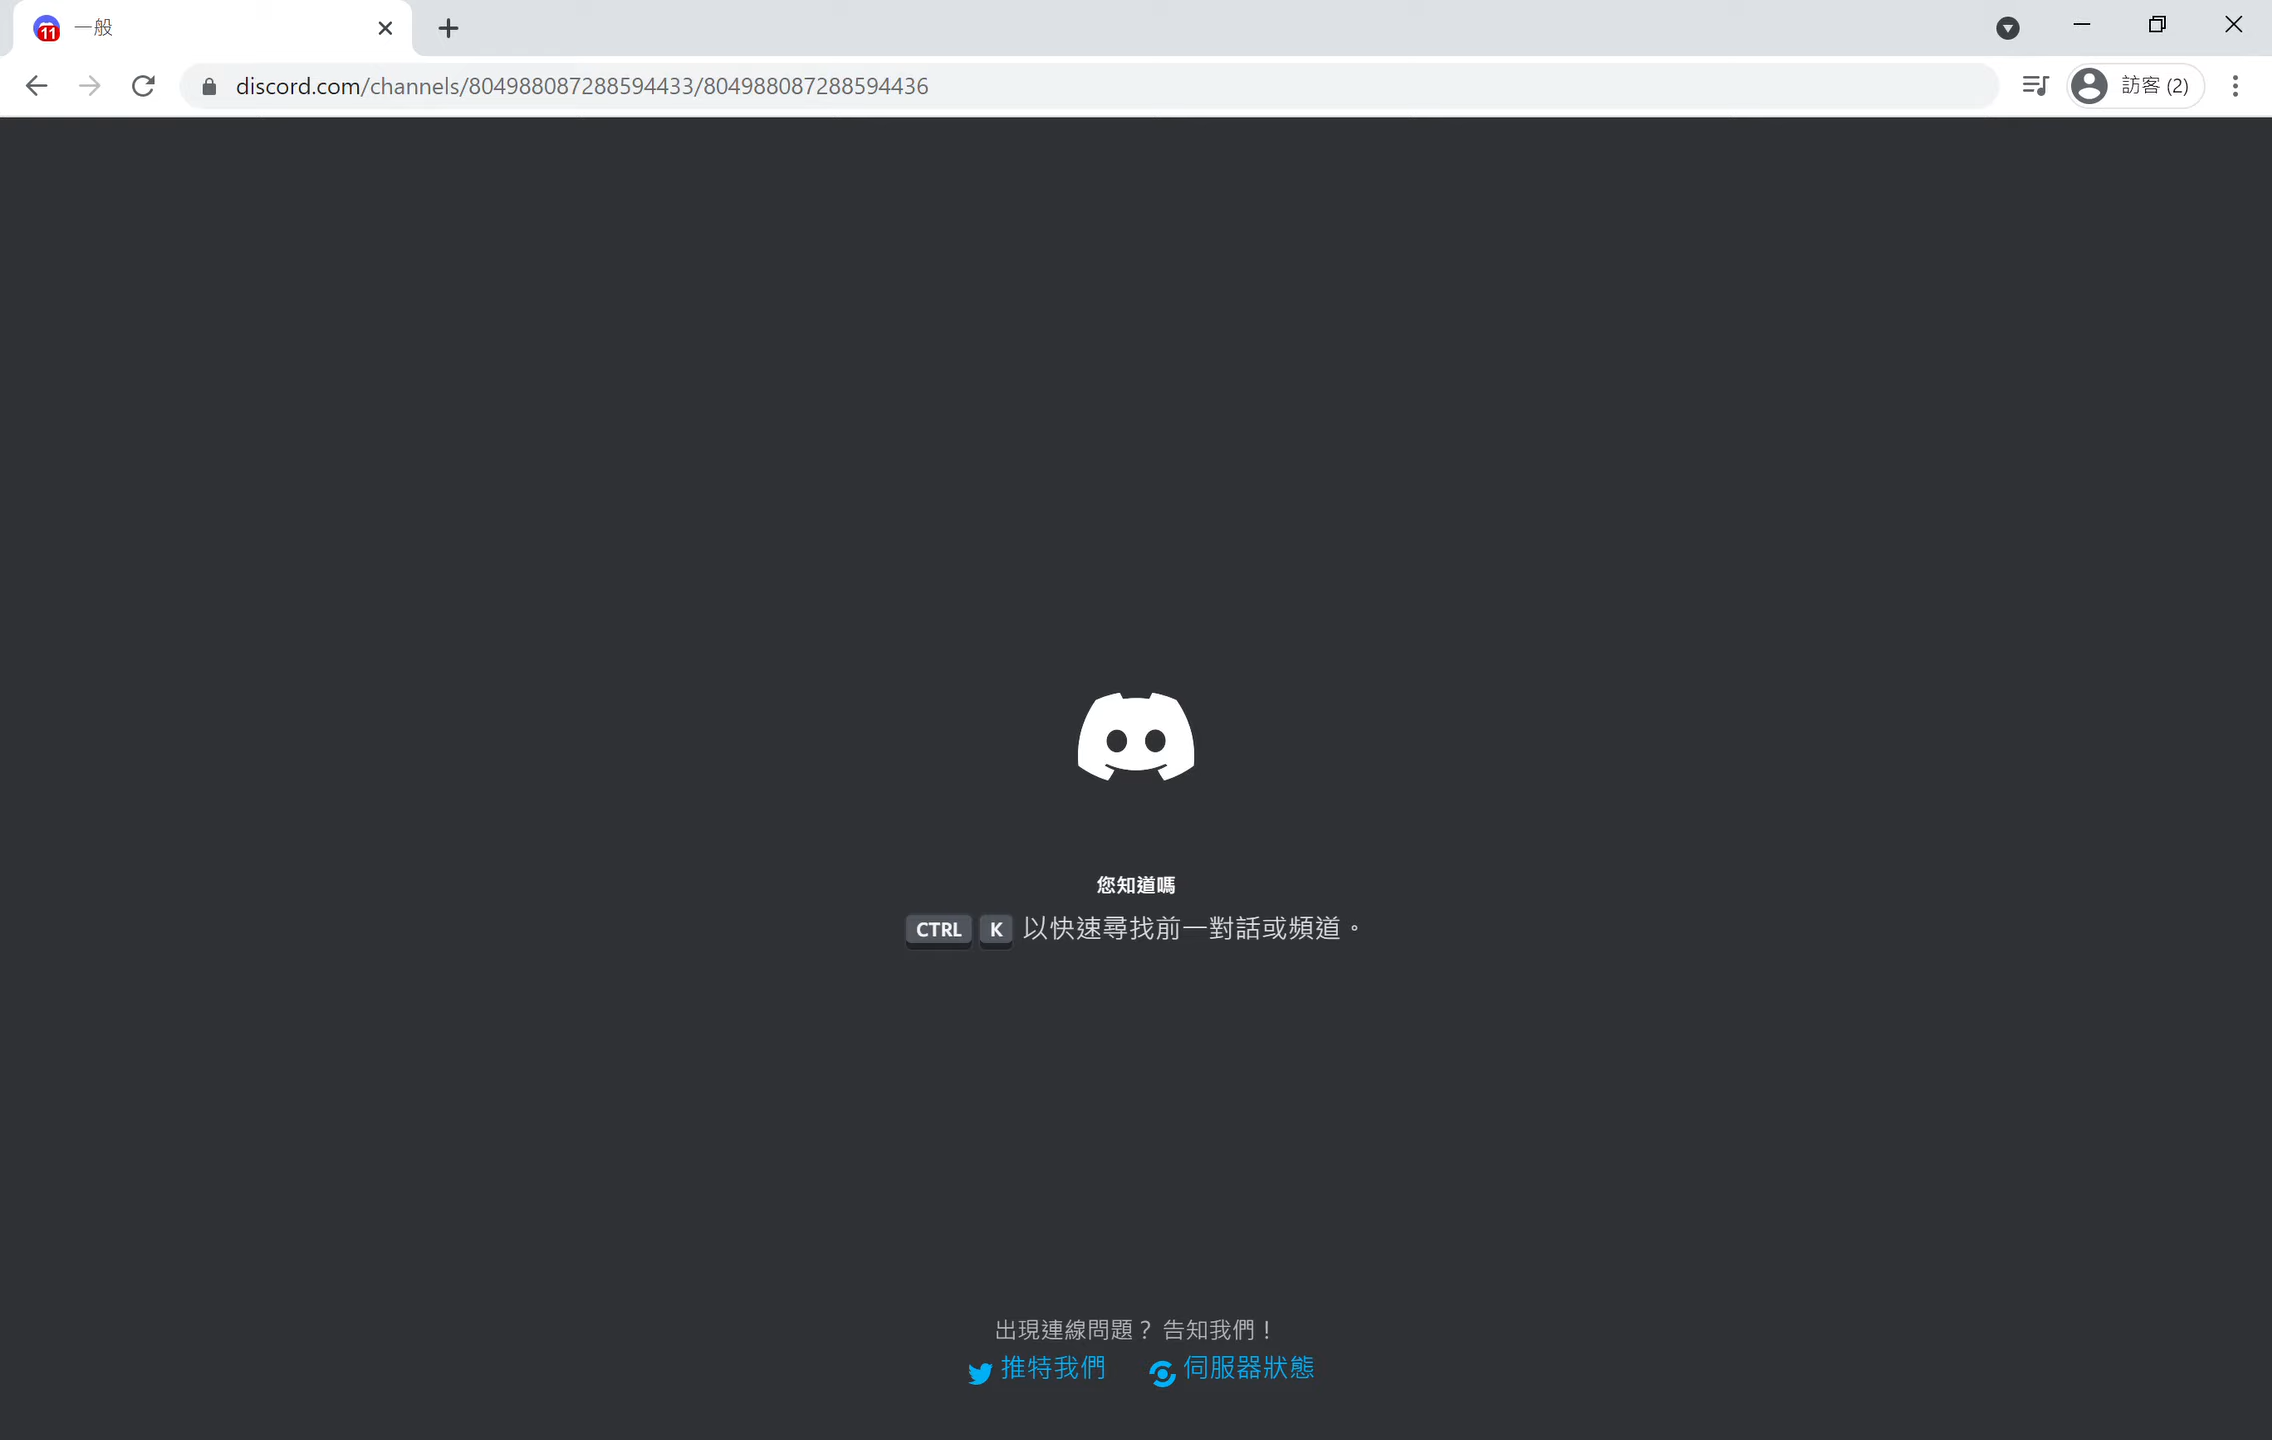 11 一般
discord.com/channels/804988087288594433/804988087288594436
訪客 (2)
您知道嗎
CTRL K 以快速尋找前一對話或頻道。
出現連線問題？ 告知我們！
推特我們 伺服器狀態